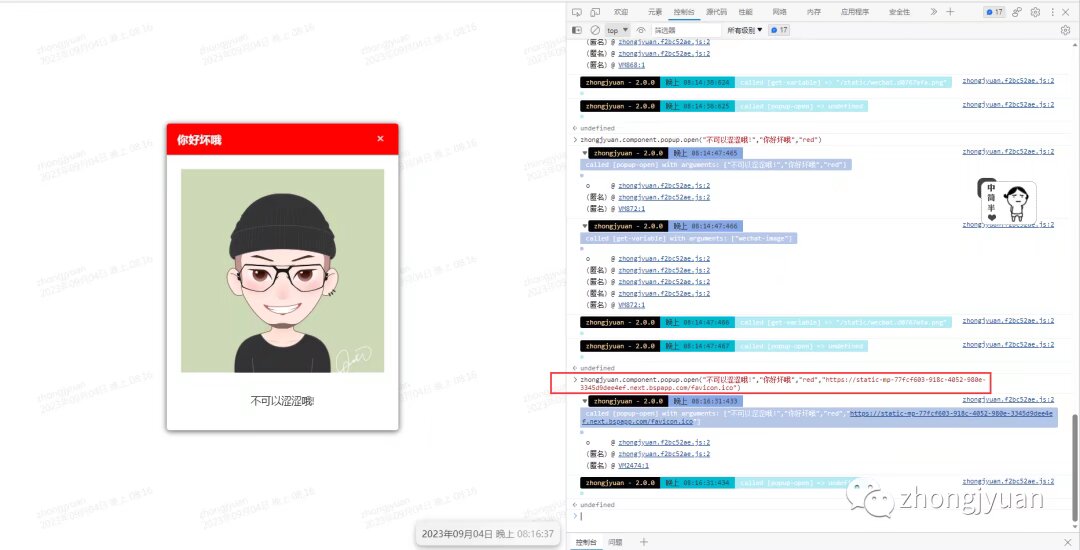 zhongjyuan
2023年09月04日 晚上 08:16
你好坏哦
×
不可以涩涩哦!
2023年09月04日 晚上 08:16:37
欢迎 元素 控制台 源代码 性能 网络 内存 应用程序 安全性 » + 17
top ▼ 筛选器 所有级别 ▼ 17
(匿名) @ zhongjyuan.f2bc52ae.js:2
(匿名) @ zhongjyuan.f2bc52ae.js:2
(匿名) @ VM868:1
zhongjyuan - 2.0.0 晚上 08:14:38:624 called [get-variable] => "/static/wechat.d0767efe.png" zhongjyuan.f2bc52ae.js:2
zhongjyuan - 2.0.0 晚上 08:14:38:625 called [popup-open] => undefined zhongjyuan.f2bc52ae.js:2
undefined
zhongjyuan.component.popup.open("不可以涩涩哦!","你好坏哦","red")
zhongjyuan - 2.0.0 晚上 08:14:47:465 zhongjyuan.f2bc52ae.js:2
called [popup-open] with arguments: ["不可以涩涩哦!","你好坏哦","red"]
o @ zhongjyuan.f2bc52ae.js:2
(匿名) @ zhongjyuan.f2bc52ae.js:2
(匿名) @ VM872:1
中
简
半
zhongjyuan - 2.0.0 晚上 08:14:47:466 zhongjyuan.f2bc52ae.js:2
called [get-variable] with arguments: ["wechat-image"]
o @ zhongjyuan.f2bc52ae.js:2
(匿名) @ zhongjyuan.f2bc52ae.js:2
(匿名) @ zhongjyuan.f2bc52ae.js:2
(匿名) @ zhongjyuan.f2bc52ae.js:2
(匿名) @ VM872:1
zhongjyuan - 2.0.0 晚上 08:14:47:466 called [get-variable] => "/static/wechat.d0767efe.png" zhongjyuan.f2bc52ae.js:2
zhongjyuan - 2.0.0 晚上 08:14:47:467 called [popup-open] => undefined zhongjyuan.f2bc52ae.js:2
undefined
zhongjyuan.component.popup.open("不可以涩涩哦!","你好坏哦","red","https://static-mp-77fcf603-918c-4052-980e-
3345d9dee4ef.next.bspapp.com/favicon.ico")
zhongjyuan - 2.0.0 晚上 08:16:31:433 zhongjyuan.f2bc52ae.js:2
called [popup-open] with arguments: ["不可以涩涩哦!","你好坏哦","red","https://static-mp-77fcf603-918c-4052-980e-3345d9dee4e
f.next.bspapp.com/favicon.ico"]
o @ zhongjyuan.f2bc52ae.js:2
(匿名) @ zhongjyuan.f2bc52ae.js:2
(匿名) @ VM2474:1
zhongjyuan - 2.0.0 晚上 08:16:31:434 called [popup-open] => zhongjyuan.f2bc52ae.js:2
undefined
zhongjyuan
控制台 问题 +